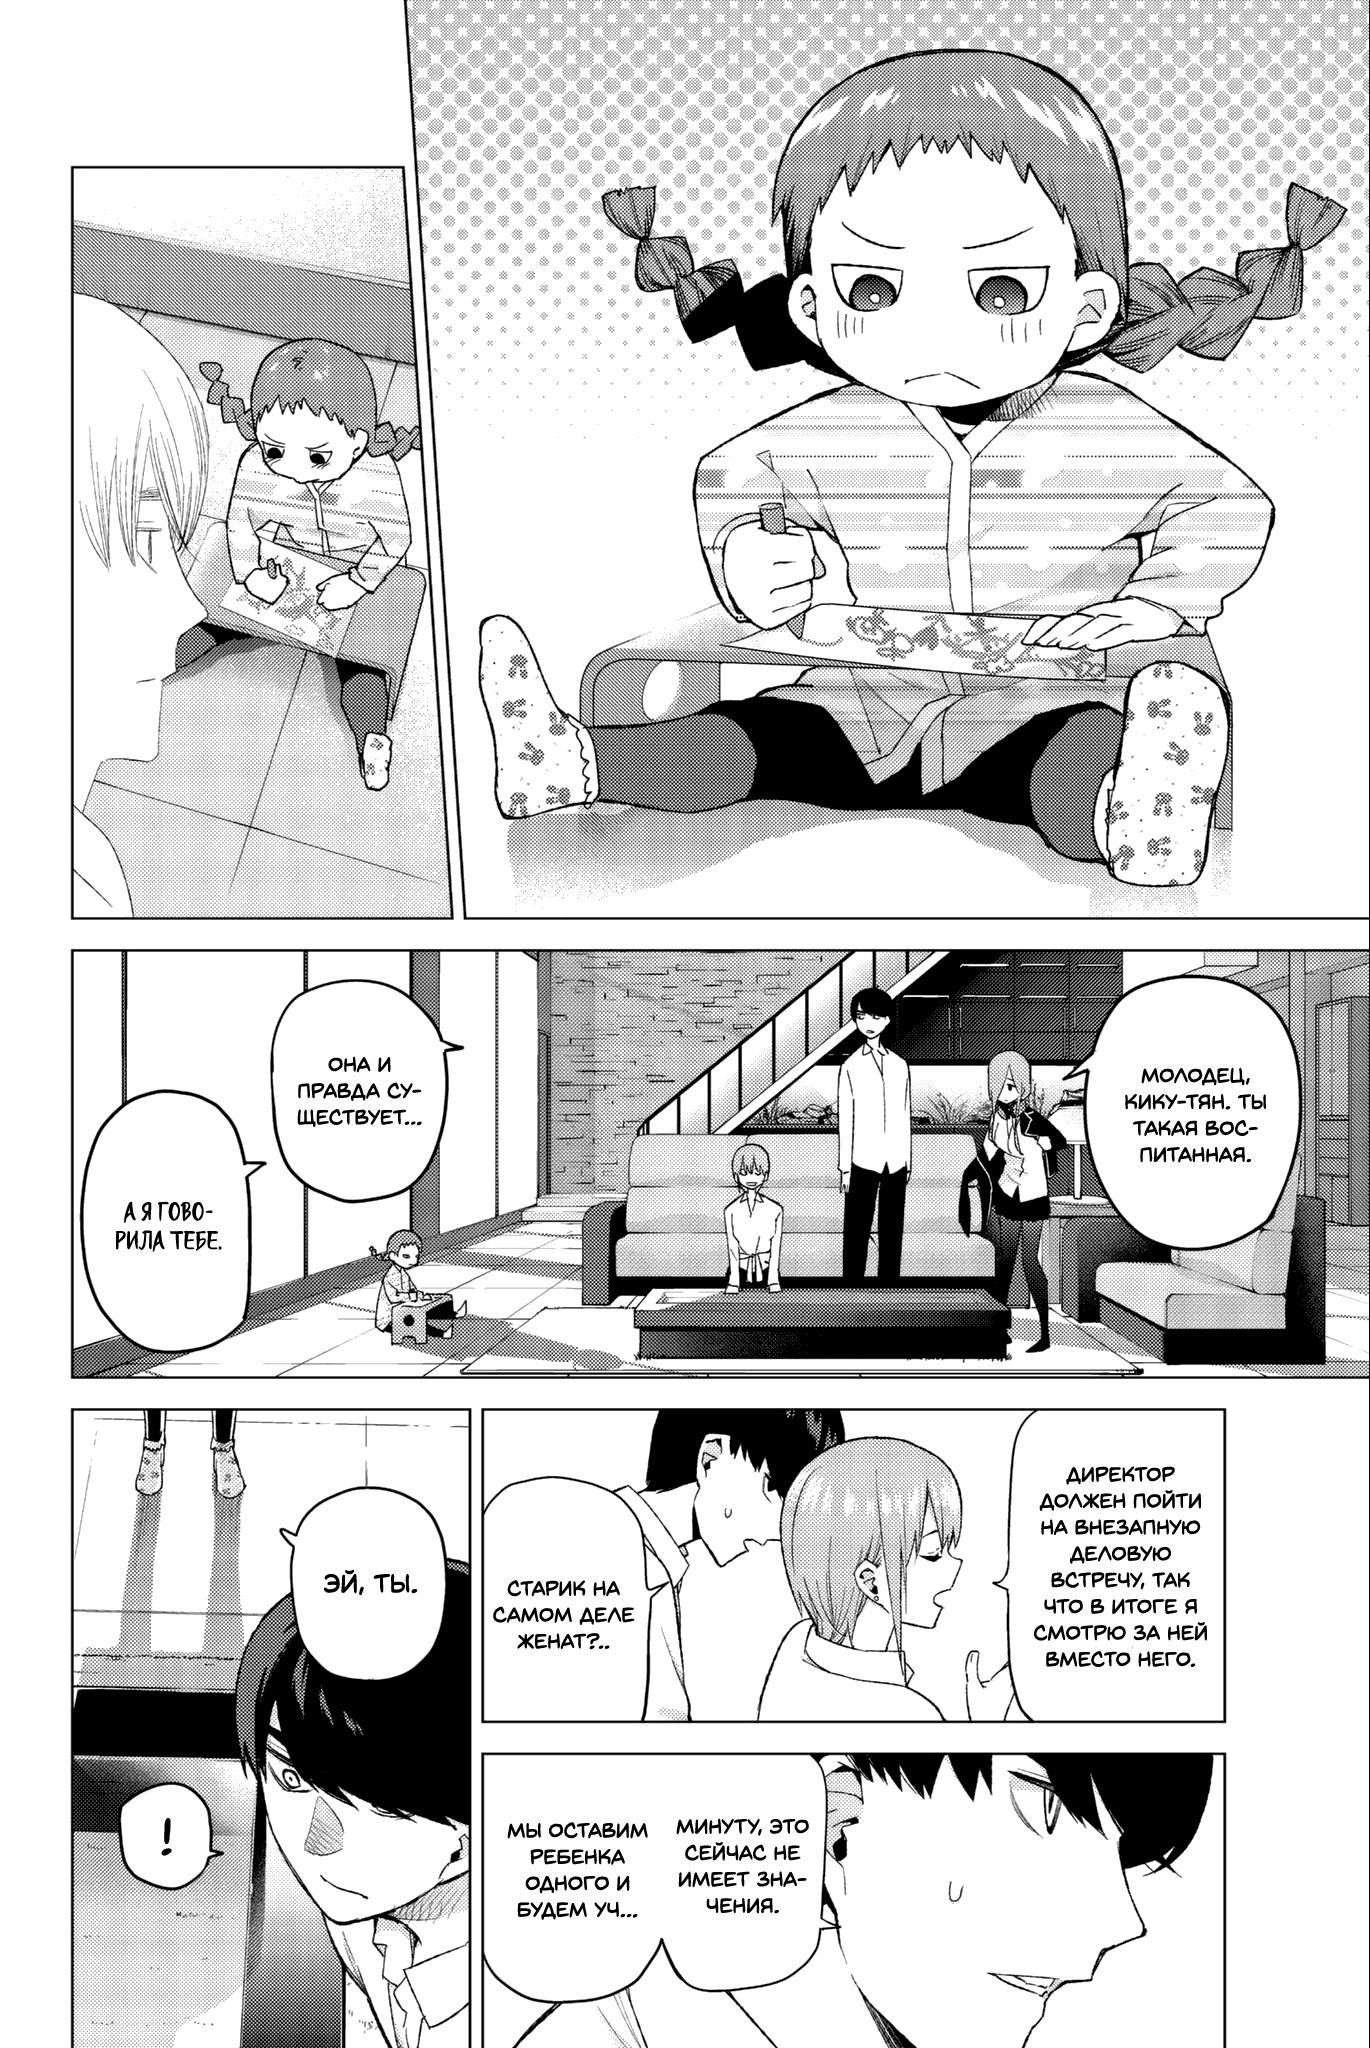 МОЛОДЕЦ,
КИКУ-ТЯН. ТЫ
ТАКАЯ ВОС-
ПИТАННАЯ.
ОНА И
ПРАВДА СУ-
ЩЕСТВУЕТ...
А Я ГОВО-
РИЛА ТЕБЕ.
ДИРЕКТОР
ДОЛЖЕН ПОЙТИ
НА ВНЕЗАПНУЮ
ДЕЛОВУЮ
ВСТРЕЧУ, ТАК
ЧТО В ИТОГЕ Я
СМОТРЮ ЗА НЕЙ
ВМЕСТО НЕГО.
СТАРИК НА
САМОМ ДЕЛЕ
ЖЕНАТ?..
МИНУТУ, ЭТО
СЕЙЧАС НЕ
ИМЕЕТ ЗНА-
ЧЕНИЯ.
МЫ ОСТАВИМ
РЕБЕНКА
ОДНОГО И
БУДЕМ УЧ...
ЭЙ, ТЫ.
!